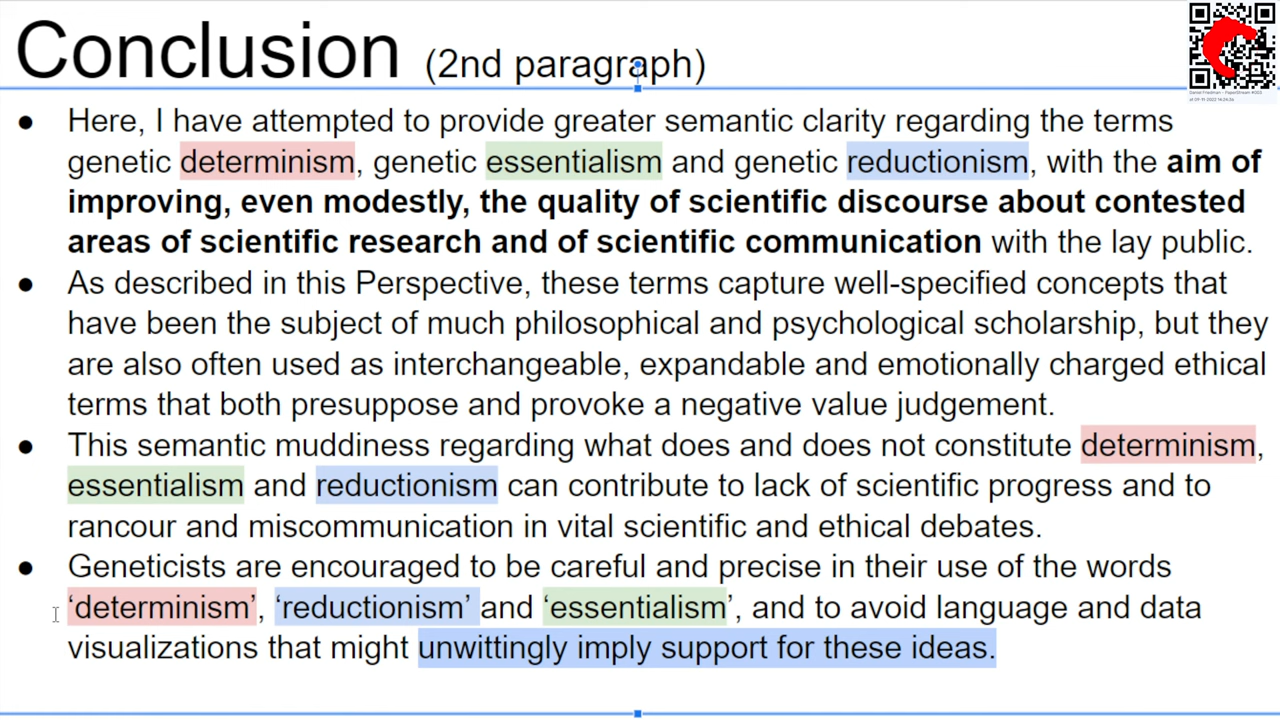 Conclusion (2nd paragraph)
● Here, I have attempted to provide greater semantic clarity regarding the terms
genetic determinism, genetic essentialism and genetic reductionism, with the aim of
improving, even modestly, the quality of scientific discourse about contested
areas of scientific research and of scientific communication with the lay public.
● As described in this Perspective, these terms capture well-specified concepts that
have been the subject of much philosophical and psychological scholarship, but they
are also often used as interchangeable, expandable and emotionally charged ethical
terms that both presuppose and provoke a negative value judgement.
● This semantic muddiness regarding what does and does not constitute determinism,
essentialism and reductionism can contribute to lack of scientific progress and to
rancour and miscommunication in vital scientific and ethical debates.
● Geneticists are encouraged to be careful and precise in their use of the words
‘determinism’, ‘reductionism’ and ‘essentialism’, and to avoid language and data
visualizations that might unwittingly imply support for these ideas.